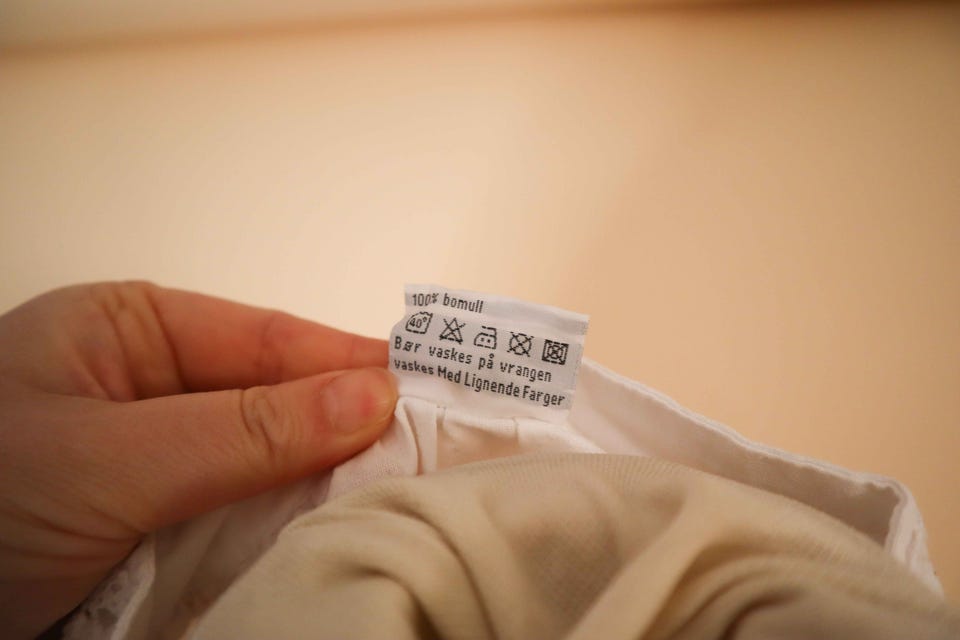 100% bomull
40°
Bør vaskes på vrangen
vaskes Med Lignende Farger